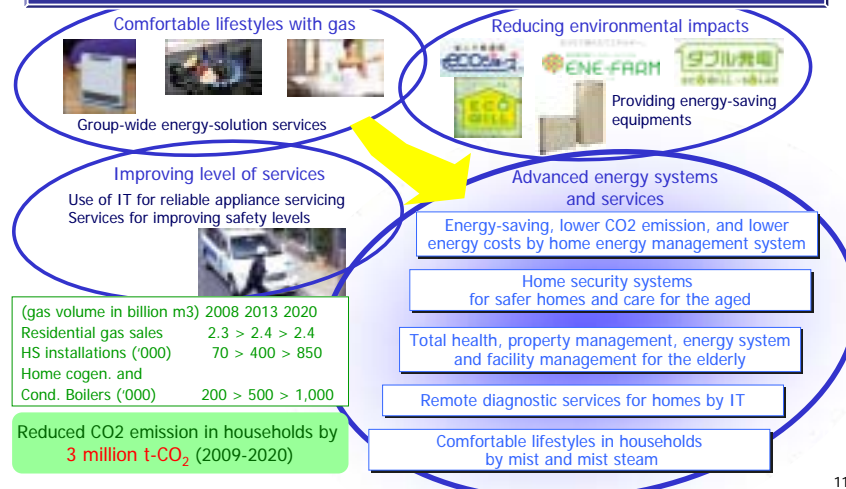 Comfortable lifestyles with gas
Group-wide energy-solution services
Reducing environmental impacts
ENE-FARM
ダブル発電
ECO
WILL
Providing energy-saving
equipments
Improving level of services
Use of IT for reliable appliance servicing
Services for improving safety levels
(gas volume in billion m3) 2008 2013 2020
Residential gas sales 2.3 > 2.4 > 2.4
HS installations (‘000) 70 > 400 > 850
Home cogen. and
Cond. Boilers (‘000) 200 > 500 > 1,000
Reduced CO2 emission in households by
3 million t-CO₂ (2009-2020)
Advanced energy systems
and services
Energy-saving, lower CO2 emission, and lower
energy costs by home energy management system
Home security systems
for safer homes and care for the aged
Total health, property management, energy system
and facility management for the elderly
Remote diagnostic services for homes by IT
Comfortable lifestyles in households
by mist and mist steam
11